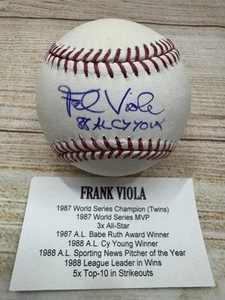 Frank Viola
88 AL CY YOUNG
FRANK VIOLA
1987 World Series Champion (Twins)
1987 World Series MVP
3x All-Star
1987 A.L. Babe Ruth Award Winner
1988 A.L. Cy Young Winner
1988 A.L. Sporting News Pitcher of the Year
1988 League Leader in Wins
5x Top-10 in Strikeouts